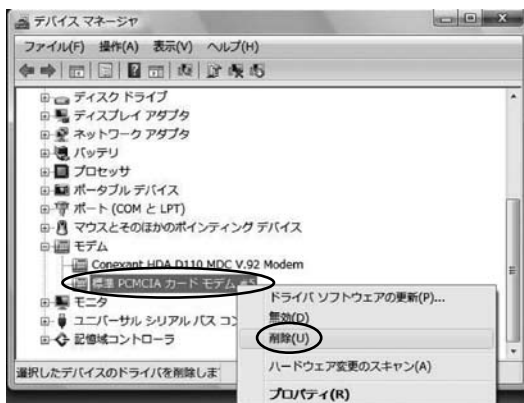 デバイス マネージャ
ファイル(F) 操作(A) 表示(V) ヘルプ(H)
ディスク ドライブ
ディスプレイ アダプタ
ネットワーク アダプタ
バッテリ
プロセッサ
ポータブル デバイス
ポート (COM と LPT)
マウスとそのほかのポインティング デバイス
モデム
Conexant HDA D110 MDC V.92 Modem
標準 PCMCIA カード モデム
モニタ
ユニバーサル シリアル バス コン
記憶域コントローラ
ドライバ ソフトウェアの更新(P)...
無効(D)
削除(U)
ハードウェア変更のスキャン(A)
プロパティ(R)
選択したデバイスのドライバを削除しま